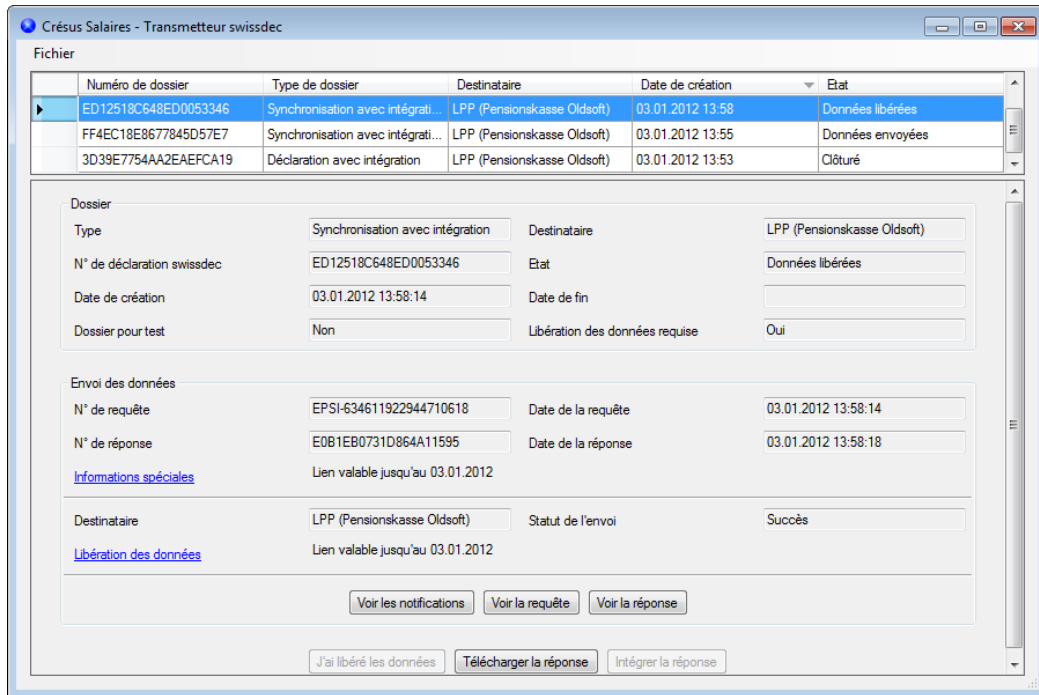 Crésus Salaires - Transmetteur swissdec
Fichier
Numéro de dossier Type de dossier Destinataire Date de création Etat
ED12518C648ED0053346 Synchronisation avec intégrati... LPP (Pensionskasse Oldsoft) 03.01.2012 13:58 Données libérées
FF4EC18E8677845D57E7 Synchronisation avec intégrati... LPP (Pensionskasse Oldsoft) 03.01.2012 13:55 Données envoyées
3D39E7754AA2EAEFCA19 Déclaration avec intégration LPP (Pensionskasse Oldsoft) 03.01.2012 13:53 Clôturé
Dossier
Type Synchronisation avec intégration Destinataire LPP (Pensionskasse Oldsoft)
N° de déclaration swissdec ED12518C648ED0053346 Etat Données libérées
Date de création 03.01.2012 13:58:14 Date de fin
Dossier pour test Non Libération des données requise Oui
Envoi des données
N° de requête EPSI-634611922944710618 Date de la requête 03.01.2012 13:58:14
N° de réponse E0B1EB0731D864A11595 Date de la réponse 03.01.2012 13:58:18
Informations spéciales Lien valable jusqu'au 03.01.2012
Destinataire LPP (Pensionskasse Oldsoft) Statut de l'envoi Succès
Libération des données Lien valable jusqu'au 03.01.2012
Voir les notifications Voir la requête Voir la réponse
J'ai libéré les données Télécharger la réponse Intégrer la réponse